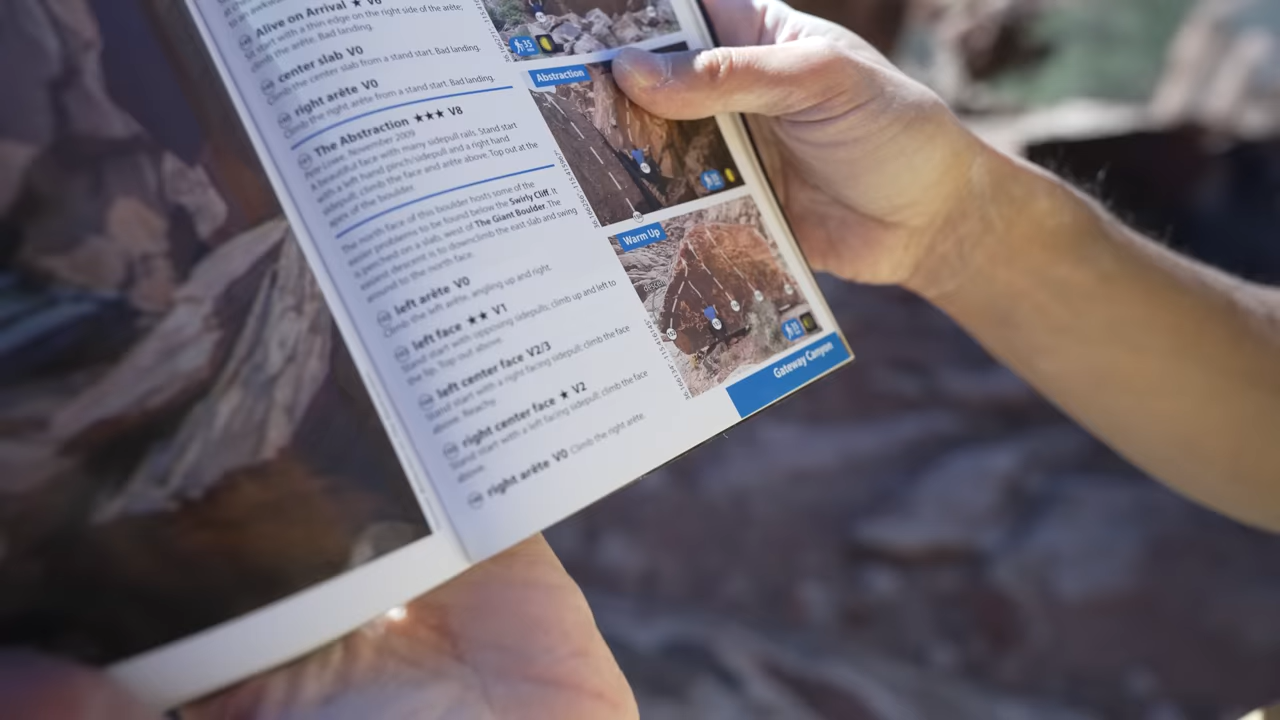 Alive on Arrival ★ V6
start with a thin edge on the right side of the arête;
climb the arête. Bad landing.
center slab V0
Climb the center slab from a stand start. Bad landing.
right arête V0
Climb the right arête from a stand start. Bad landing.
The Abstraction ★★★ V8
Pete Lowe. November 2009
A beautiful face with many sidepull rails. Stand start
with a left hand pinch/sidepull and a right hand
sidepull; climb the face and arête above. Top out at the
apex of the boulder.
The north face of this boulder hosts some of the
easier problems to be found below the Swirly Cliff. It
is perched on a slab, west of The Giant Boulder. The
easiest descent is to downclimb the east slab and swing
around to the north face.
left arête V0
Climb the left arête, angling up and right.
left face ★★ V1
Stand start with opposing sidepulls; climb up and left to
the lip. Top out above.
left center face V2/3
Stand start with a right facing sidepull; climb the face
above. Reachy.
right center face ★ V2
Stand start with a left facing sidepull; climb the face
above.
right arête V0 Climb the right arête.
35
Abstraction
Warm Up
Gateway Canyon